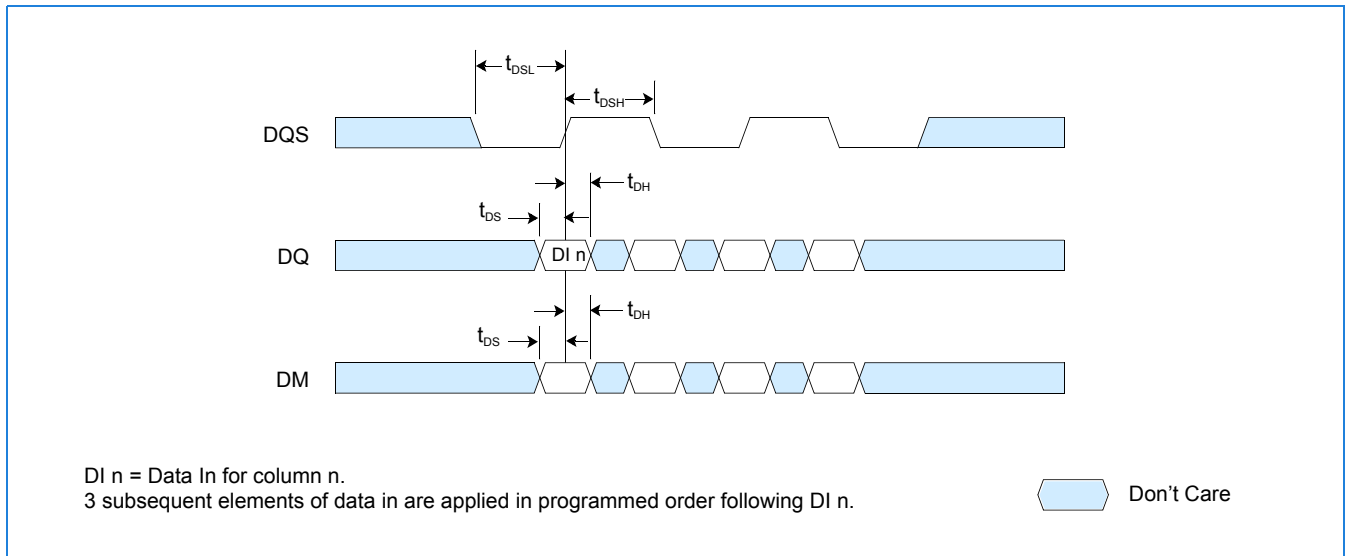 tDSL
tDSH
DQS
tDH
tDS
DQ
DI n
tDH
tDS
DM
DI n = Data In for column n.
3 subsequent elements of data in are applied in programmed order following DI n.
Don't Care